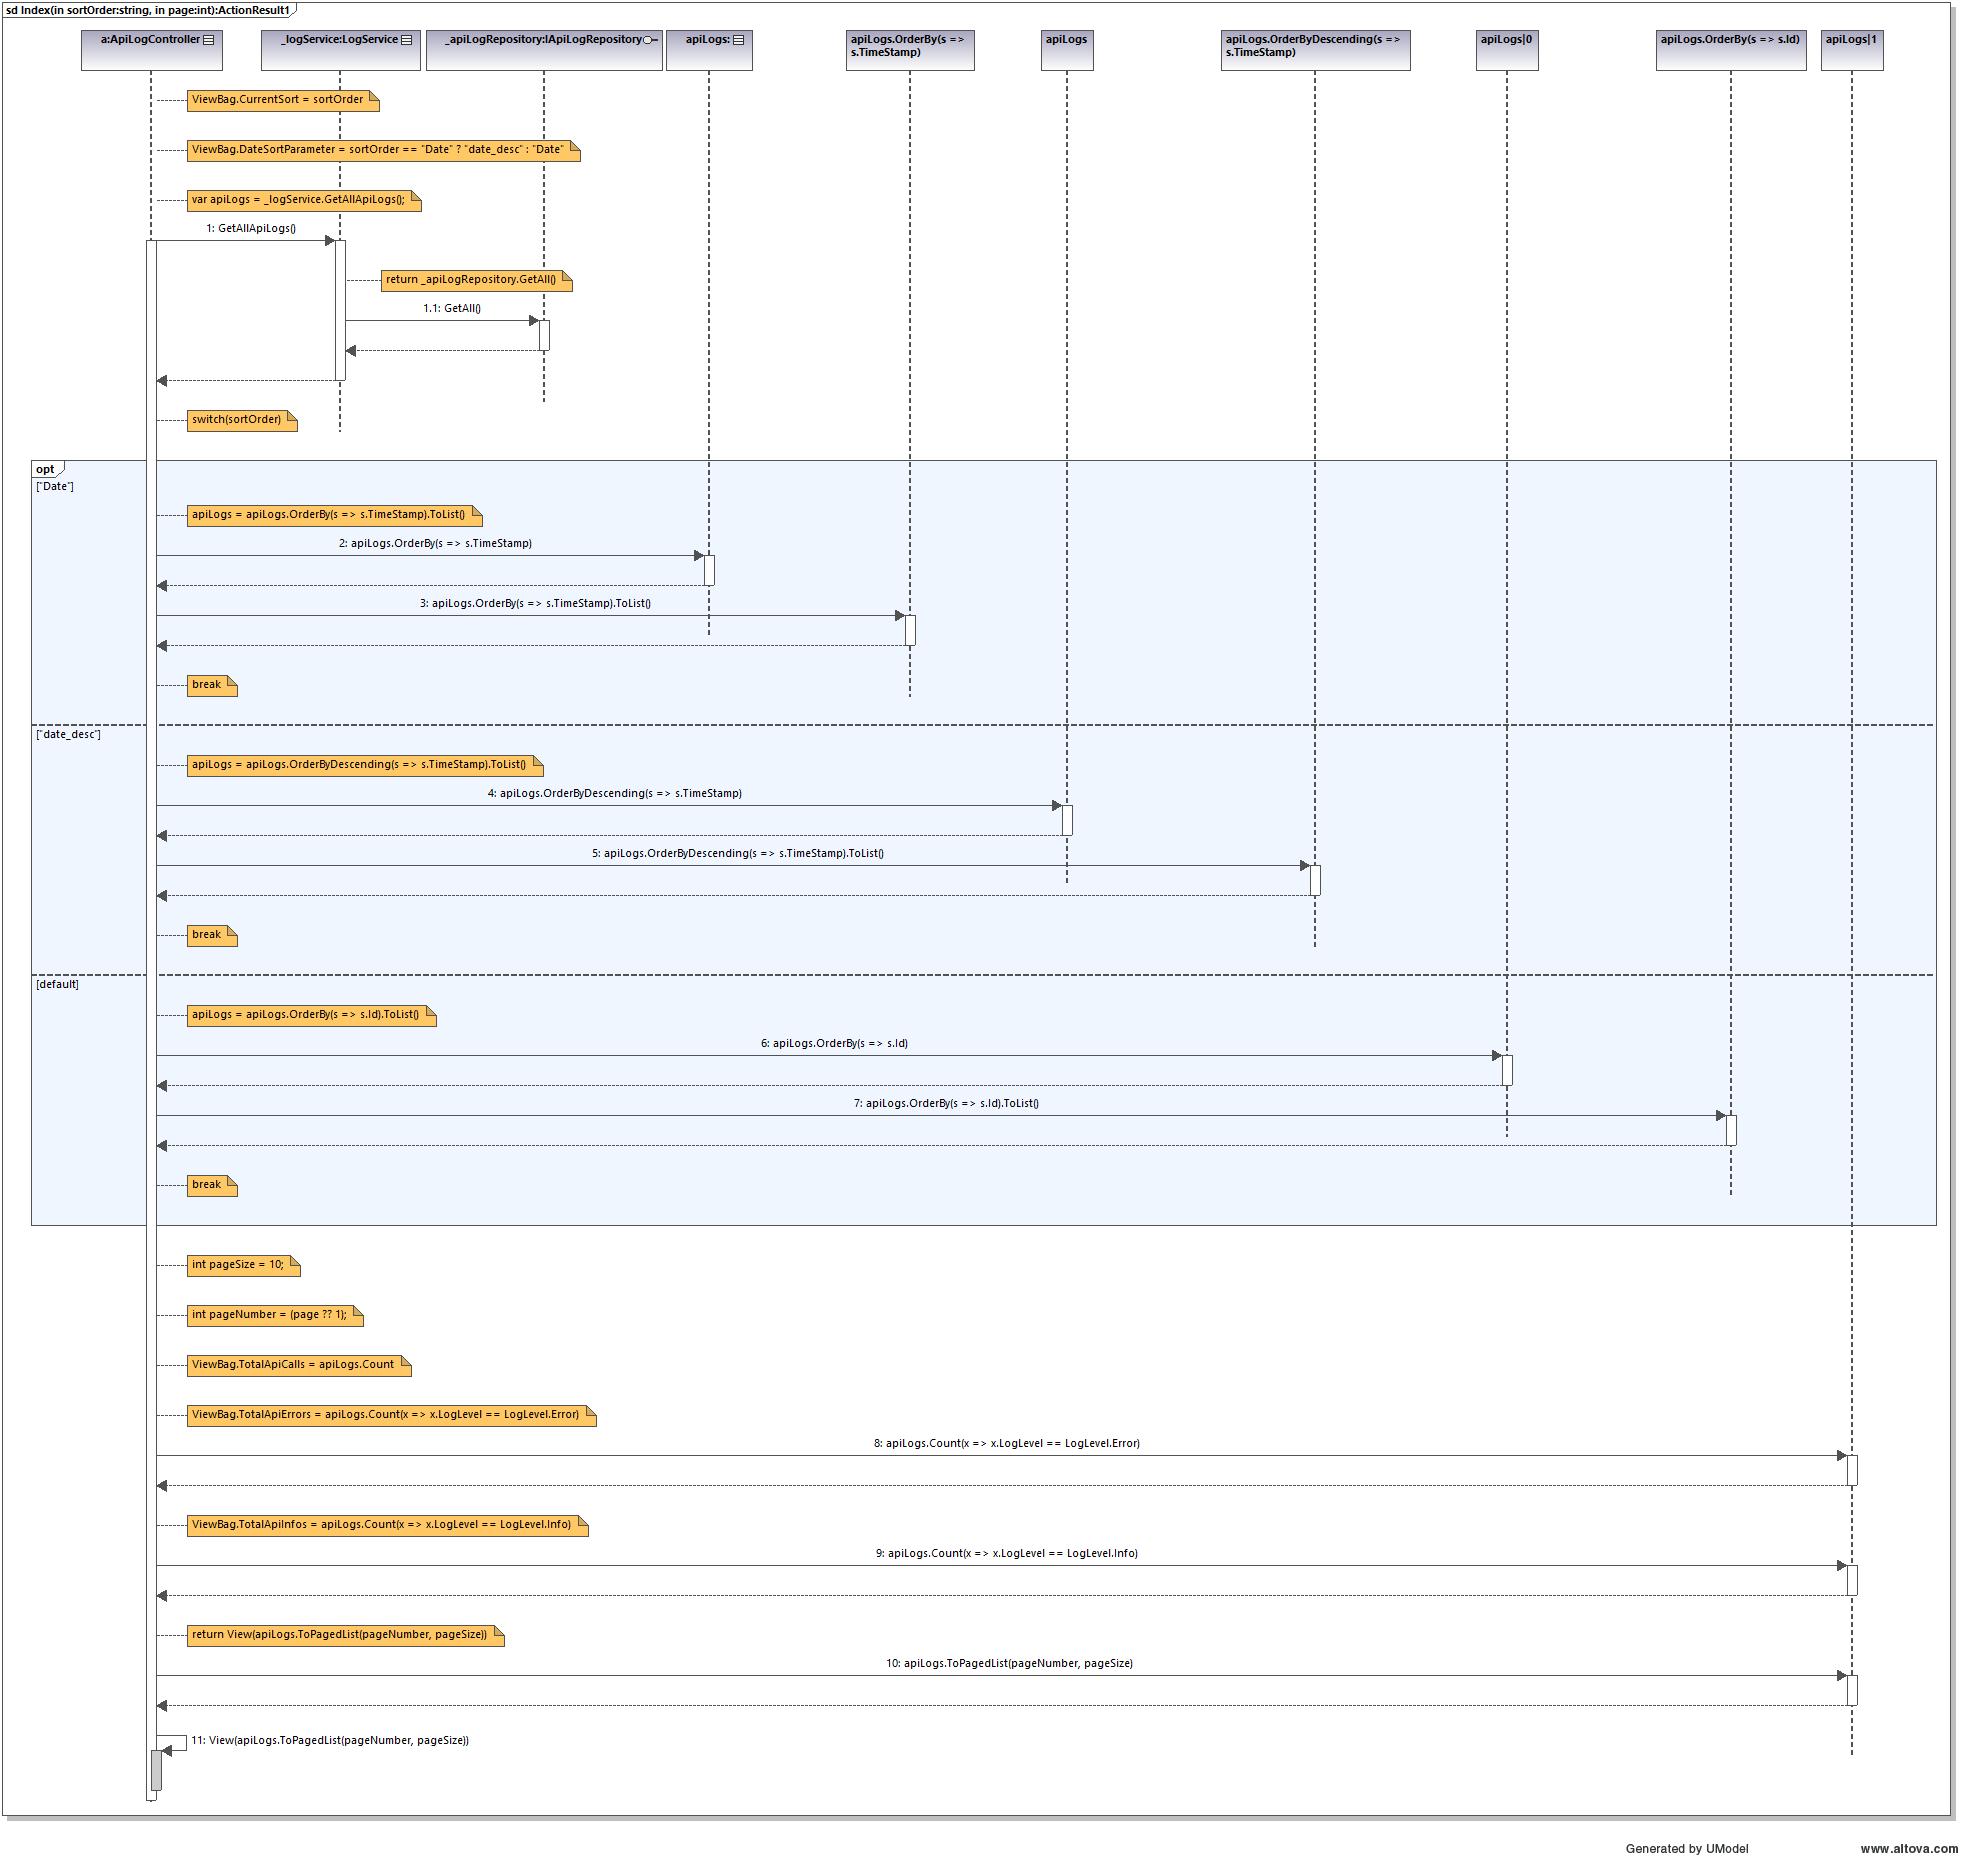 sd Index(in sortOrder:string, in page:int):ActionResult1
a:ApiLogController
_logService:LogService
_apiLogRepository:IApiLogRepository
apiLogs:
apiLogs.OrderBy(s =>
s.TimeStamp)
apiLogs
apiLogs.OrderByDescending(s =>
s.TimeStamp)
apiLogs|0
apiLogs.OrderBy(s => s.Id)
apiLogs|1
ViewBag.CurrentSort = sortOrder
ViewBag.DateSortParameter = sortOrder == "Date" ? "date_desc" : "Date"
var apiLogs = _logService.GetAllApiLogs();
1: GetAllApiLogs()
return _apiLogRepository.GetAll()
1.1: GetAll()
switch(sortOrder)
opt
["Date"]
apiLogs = apiLogs.OrderBy(s => s.TimeStamp).ToList()
2: apiLogs.OrderBy(s => s.TimeStamp)
3: apiLogs.OrderBy(s => s.TimeStamp).ToList()
break
["date_desc"]
apiLogs = apiLogs.OrderByDescending(s => s.TimeStamp).ToList()
4: apiLogs.OrderByDescending(s => s.TimeStamp)
5: apiLogs.OrderByDescending(s => s.TimeStamp).ToList()
break
[default]
apiLogs = apiLogs.OrderBy(s => s.Id).ToList()
6: apiLogs.OrderBy(s => s.Id)
7: apiLogs.OrderBy(s => s.Id).ToList()
break
int pageSize = 10;
int pageNumber = (page ?? 1);
ViewBag.TotalApiCalls = apiLogs.Count
ViewBag.TotalApiErrors = apiLogs.Count(x => x.LogLevel == LogLevel.Error)
8: apiLogs.Count(x => x.LogLevel == LogLevel.Error)
ViewBag.TotalApiInfos = apiLogs.Count(x => x.LogLevel == LogLevel.Info)
9: apiLogs.Count(x => x.LogLevel == LogLevel.Info)
return View(apiLogs.ToPagedList(pageNumber, pageSize))
10: apiLogs.ToPagedList(pageNumber, pageSize)
11: View(apiLogs.ToPagedList(pageNumber, pageSize))
Generated by UModel
www.altova.com